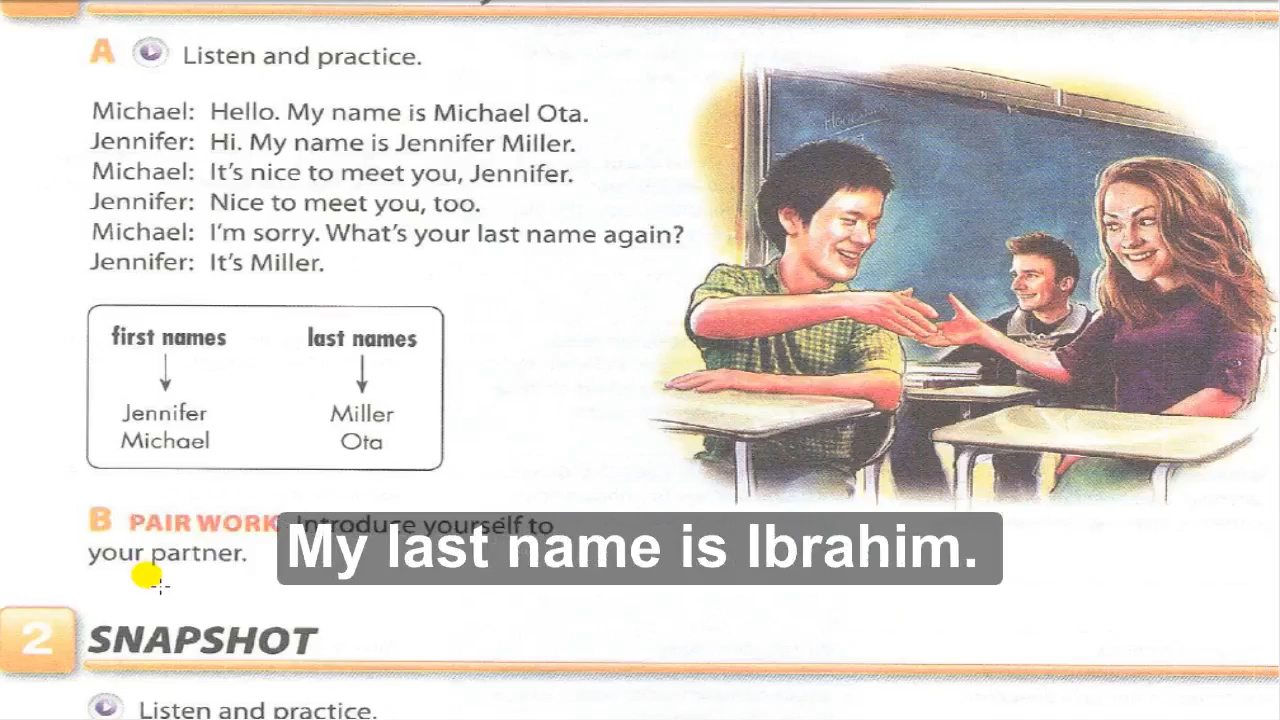 A Listen and practice.
Michael: Hello. My name is Michael Ota.
Jennifer: Hi. My name is Jennifer Miller.
Michael: It's nice to meet you, Jennifer.
Jennifer: Nice to meet you, too.
Michael: I'm sorry. What's your last name again?
Jennifer: It's Miller.
first names last names
Jennifer Miller
Michael Ota
B PAIR WORK Introduce yourself to
your partner.
My last name is Ibrahim.
2 SNAPSHOT
Listen and practice.